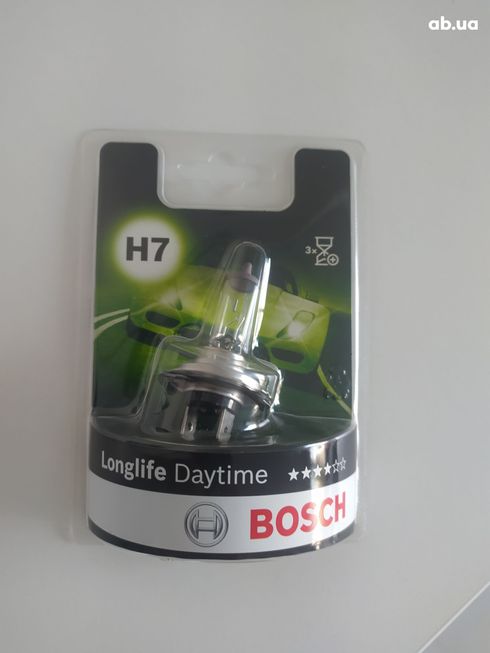 ab.ua
H7
3x
Longlife Daytime
BOSCH